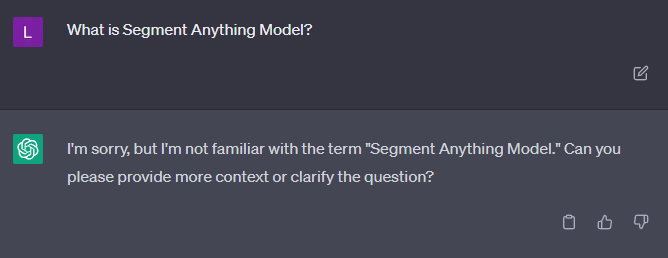 L
What is Segment Anything Model?
I'm sorry, but I'm not familiar with the term "Segment Anything Model." Can you
please provide more context or clarify the question?